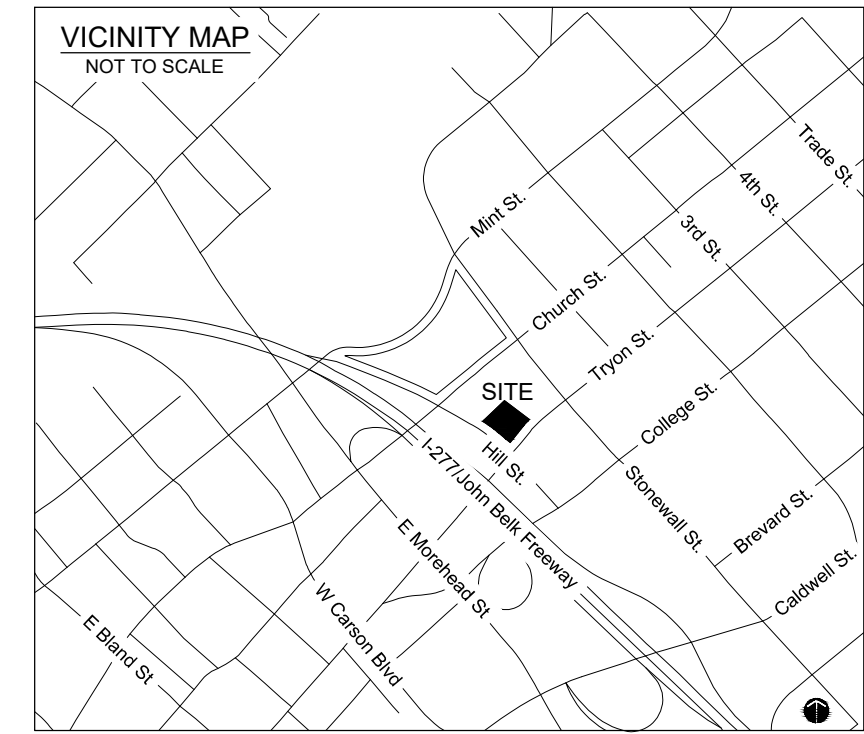 VICINITY MAP
NOT TO SCALE
Trade St.
4th St.
3rd St.
Mint St.
Church St.
Tryon St.
SITE
College St.
Hill St.
I-277/John Belk Freeway
Stonewall St.
Brevard St.
E Morehead St
Caldwell St.
W Carson Blvd
E Bland St